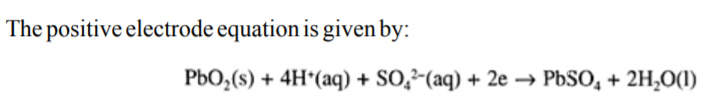 The positive electrode equation is given by:
PbO₂(s) + 4H⁺(aq) + SO₄²⁻(aq) + 2e → PbSO₄ + 2H₂O(l)